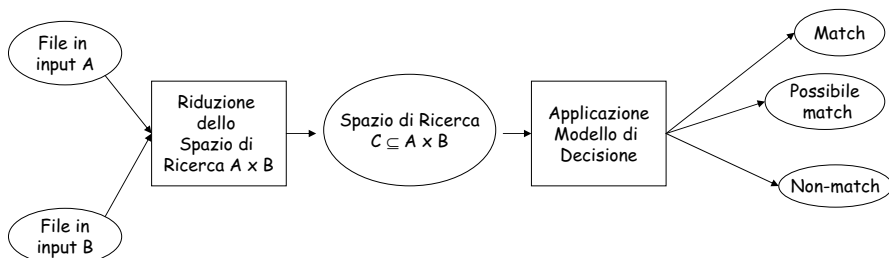 File in
input A
File in
input B
Riduzione
dello
Spazio di
Ricerca A x B
Spazio di Ricerca
C ⊆ A x B
Applicazione
Modello di
Decisione
Match
Possibile
match
Non-match